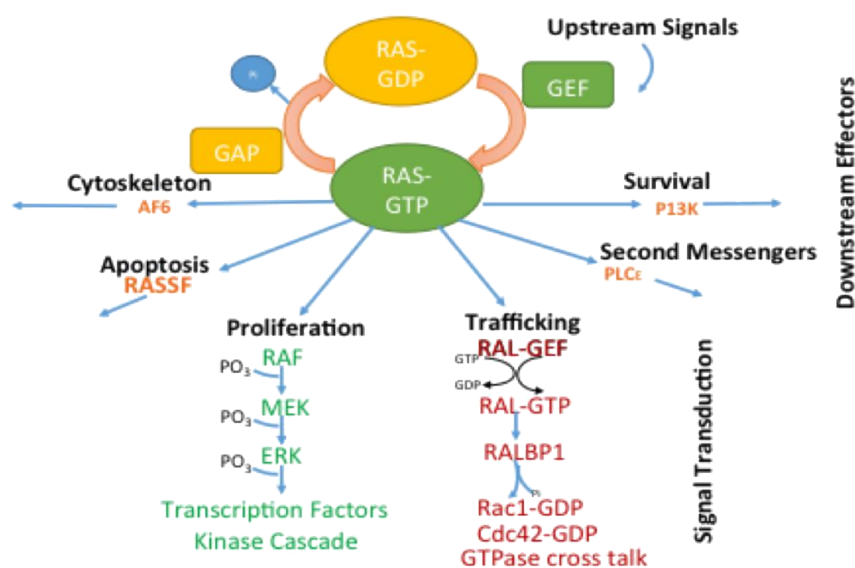 Upstream Signals
RAS-
GDP
Pi
GEF
GAP
RAS-
GTP
Cytoskeleton
AF6
Survival
P13K
Downstream Effectors
Apoptosis
RASSF
Second Messengers
PLCε
Proliferation
RAF
PO3
MEK
PO3
ERK
PO3
Transcription Factors
Kinase Cascade
Trafficking
RAL-GEF
GTP
GDP
RAL-GTP
RALBP1
Pi
Rac1-GDP
Cdc42-GDP
GTPase cross talk
Signal Transduction